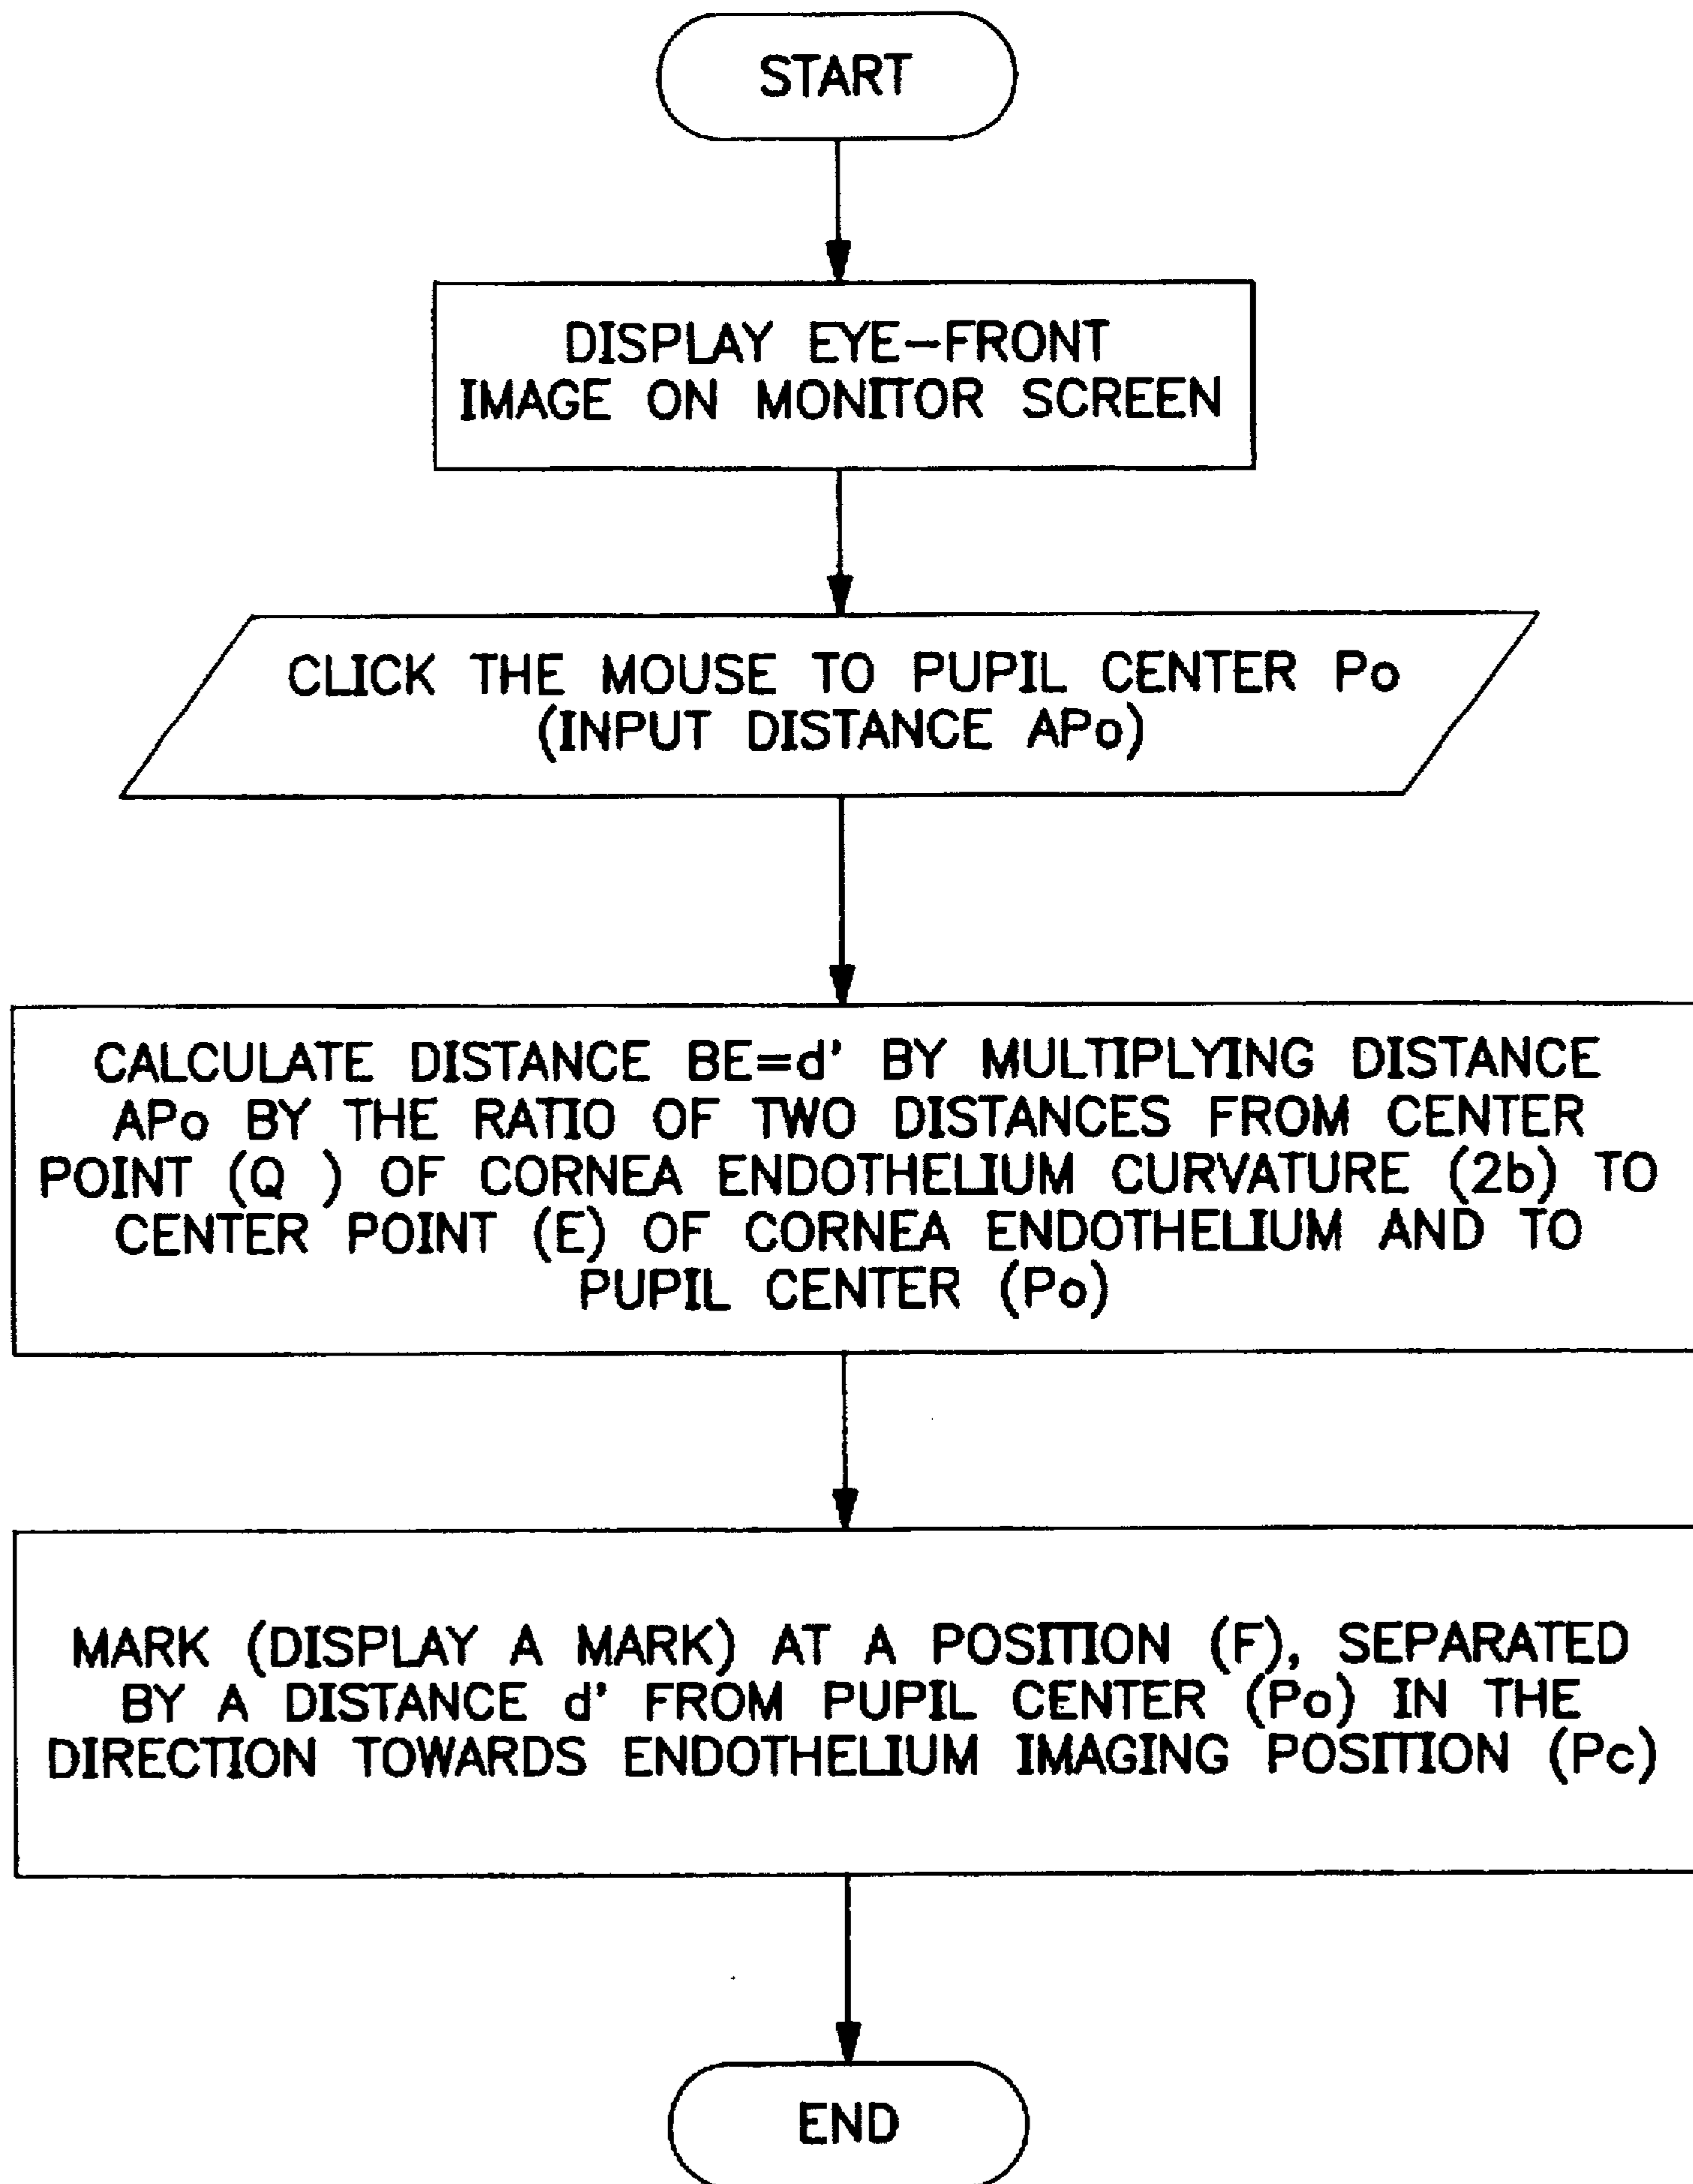 START
DISPLAY EYE-FRONT
IMAGE ON MONITOR SCREEN
CLICK THE MOUSE TO PUPIL CENTER Po
(INPUT DISTANCE APo)
CALCULATE DISTANCE BE=d' BY MULTIPLYING DISTANCE
APo BY THE RATIO OF TWO DISTANCES FROM CENTER
POINT (Q ) OF CORNEA ENDOTHELIUM CURVATURE (2b) TO
CENTER POINT (E) OF CORNEA ENDOTHELIUM AND TO
PUPIL CENTER (Po)
MARK (DISPLAY A MARK) AT A POSITION (F), SEPARATED
BY A DISTANCE d' FROM PUPIL CENTER (Po) IN THE
DIRECTION TOWARDS ENDOTHELIUM IMAGING POSITION (Pc)
END